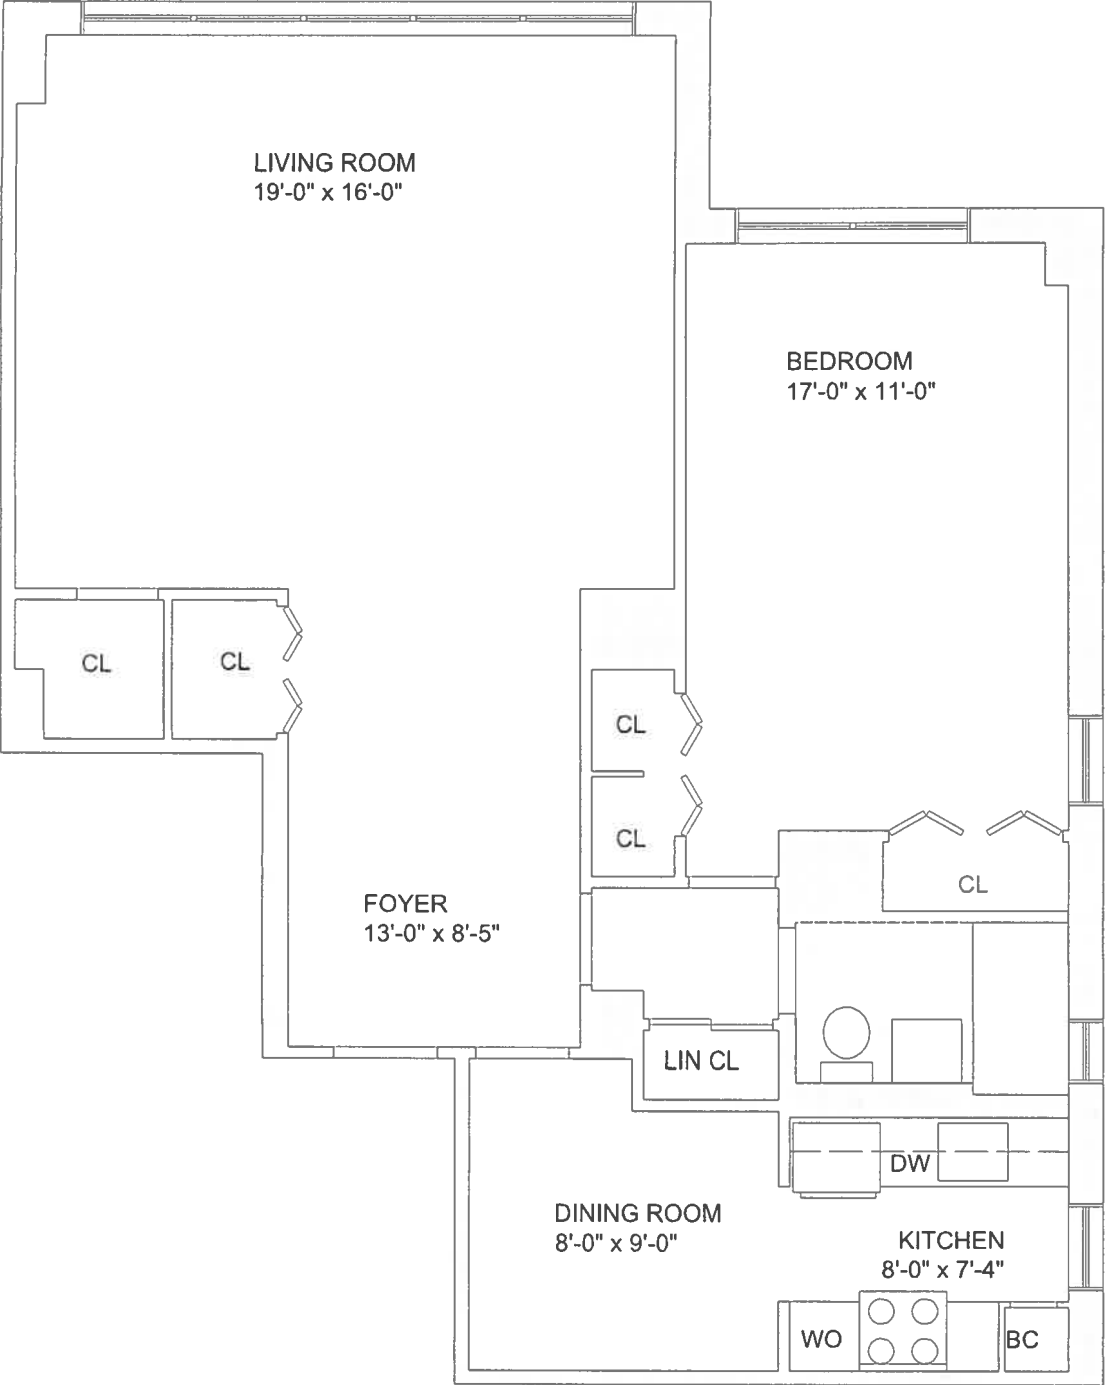 LIVING ROOM
19'-0" x 16'-0"
BEDROOM
17'-0" x 11'-0"
CL
CL
CL
CL
CL
FOYER
13'-0" x 8'-5"
LIN CL
DW
DINING ROOM
8'-0" x 9'-0"
KITCHEN
8'-0" x 7'-4"
WO
BC